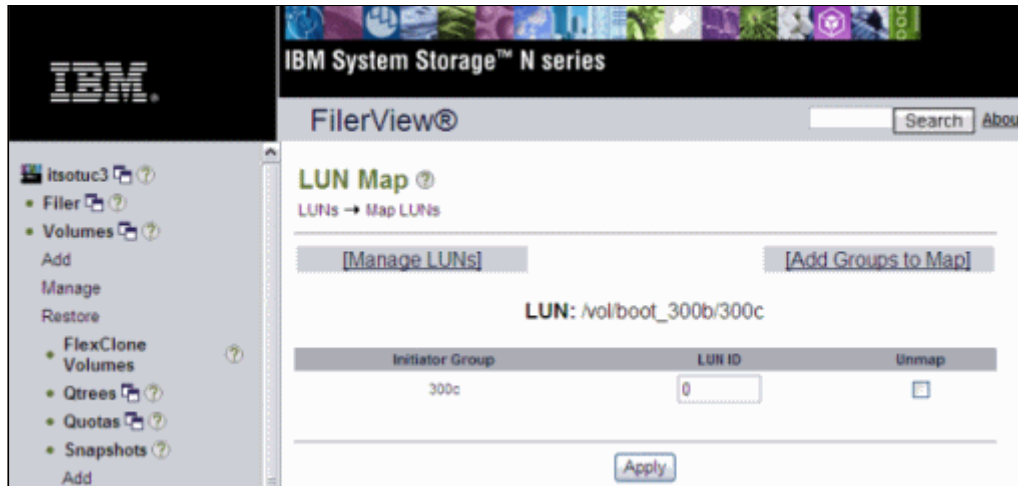 IBM System Storage™ N series
IBM.
FilerView®
Search
Abou
itsotuc3
Filer
Volumes
Add
Manage
Restore
FlexClone
Volumes
Qtrees
Quotas
Snapshots
Add
LUN Map
LUNs → Map LUNs
[Manage LUNs] [Add Groups to Map]
LUN: /vol/boot_300b/300c
Initiator Group LUN ID Unmap
300c 0
Apply